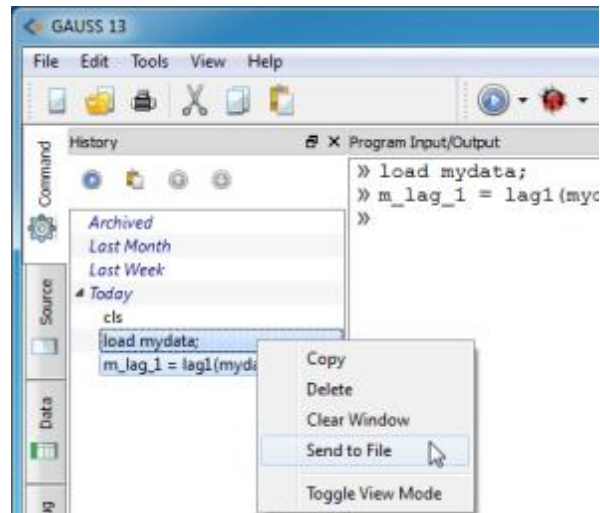 GAUSS 13
File Edit Tools View Help
History
Program Input/Output
Command
Source
Data
» load mydata;
» m_lag_1 = lag1(myd
»
Archived
Last Month
Last Week
Today
cls
load mydata;
m_lag_1 = lag1(myda
Copy
Delete
Clear Window
Send to File
Toggle View Mode